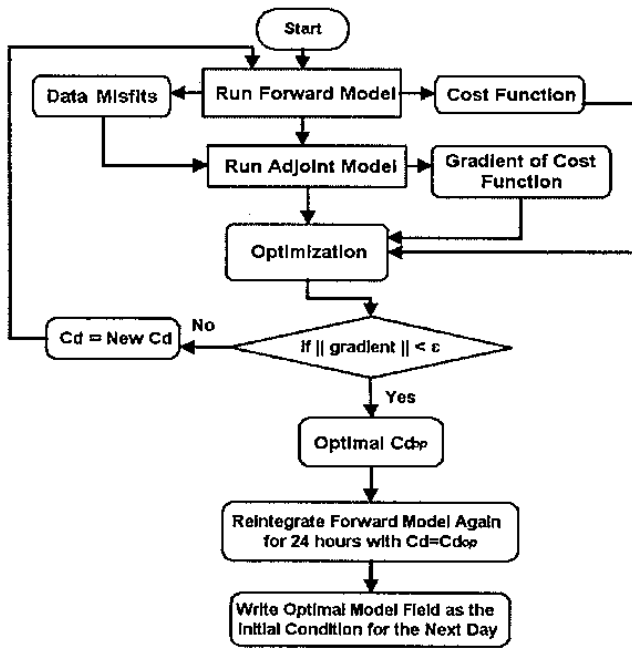 Start
Data Misfits
Run Forward Model
Cost Function
Run Adjoint Model
Gradient of Cost
Function
Optimization
Cd = New Cd
No
if || gradient || < ε
Yes
Optimal Cdop
Reintegrate Forward Model Again
for 24 hours with Cd=Cdop
Write Optimal Model Field as the
Initial Condition for the Next Day